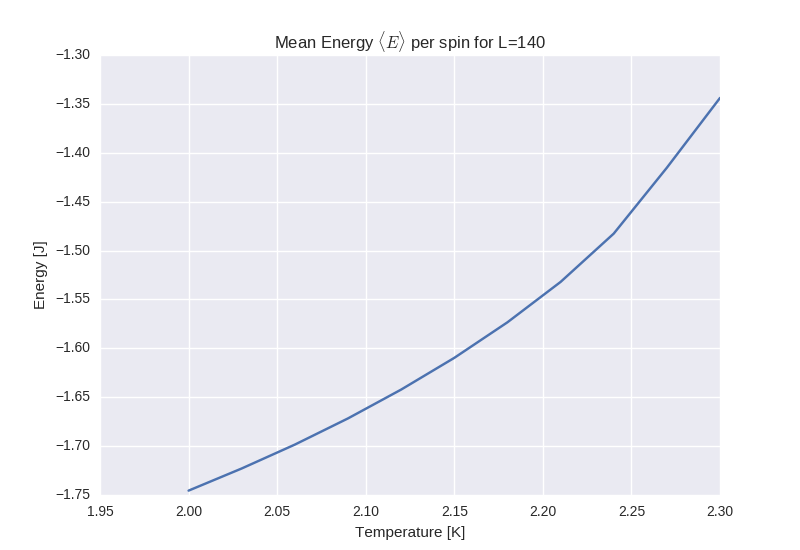 Mean Energy ⟨E⟩ per spin for L=140
−1.30
−1.35
−1.40
−1.45
−1.50
−1.55
−1.60
−1.65
−1.70
−1.75
Energy [J]
1.95 2.00 2.05 2.10 2.15 2.20 2.25 2.30
Temperature [K]